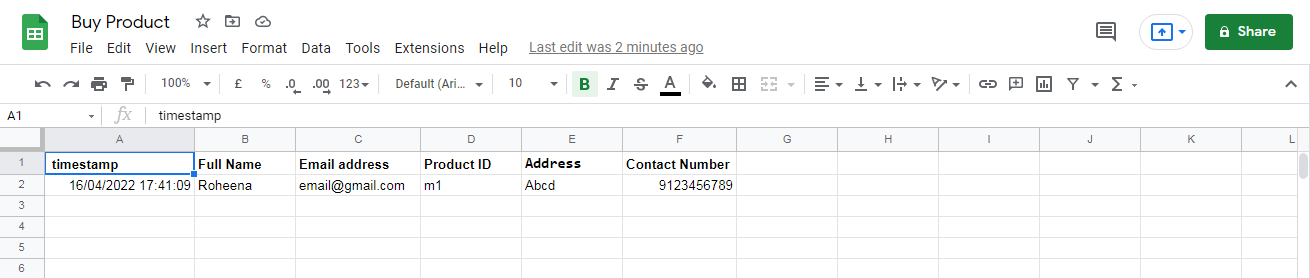 Buy Product
File Edit View Insert Format Data Tools Extensions Help Last edit was 2 minutes ago
Share
100% £ % .0 .00 123 Default (Ari... 10 B I S A Σ
A1 fx timestamp
A B C D E F G H I J K L
1 timestamp Full Name Email address Product ID Address Contact Number
2 16/04/2022 17:41:09 Roheena email@gmail.com m1 Abcd 9123456789
3
4
5
6